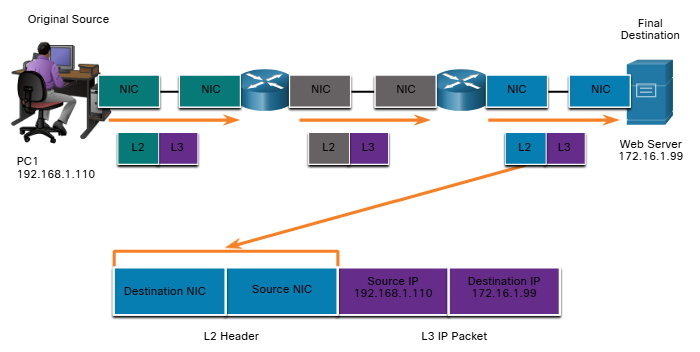 Original Source
Final
Destination
NIC
NIC
NIC
NIC
NIC
NIC
L2
L3
L2
L3
L2
L3
PC1
192.168.1.110
Web Server
172.16.1.99
Destination NIC
Source NIC
Source IP
192.168.1.110
Destination IP
172.16.1.99
L2 Header
L3 IP Packet